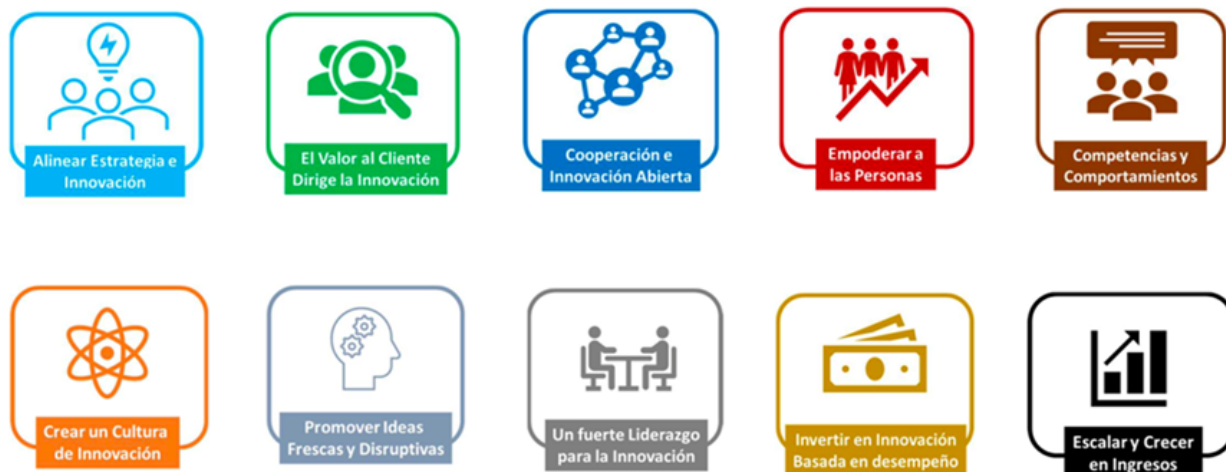 Alinear Estrategia e
Innovación
El Valor al Cliente
Dirige la Innovación
Cooperación e
Innovación Abierta
Empoderar a
las Personas
Competencias y
Comportamientos
Crear un Cultura
de Innovación
Promover Ideas
Frescas y Disruptivas
Un fuerte Liderazgo
para la Innovación
Invertir en Innovación
Basada en desempeño
Escalar y Crecer
en Ingresos